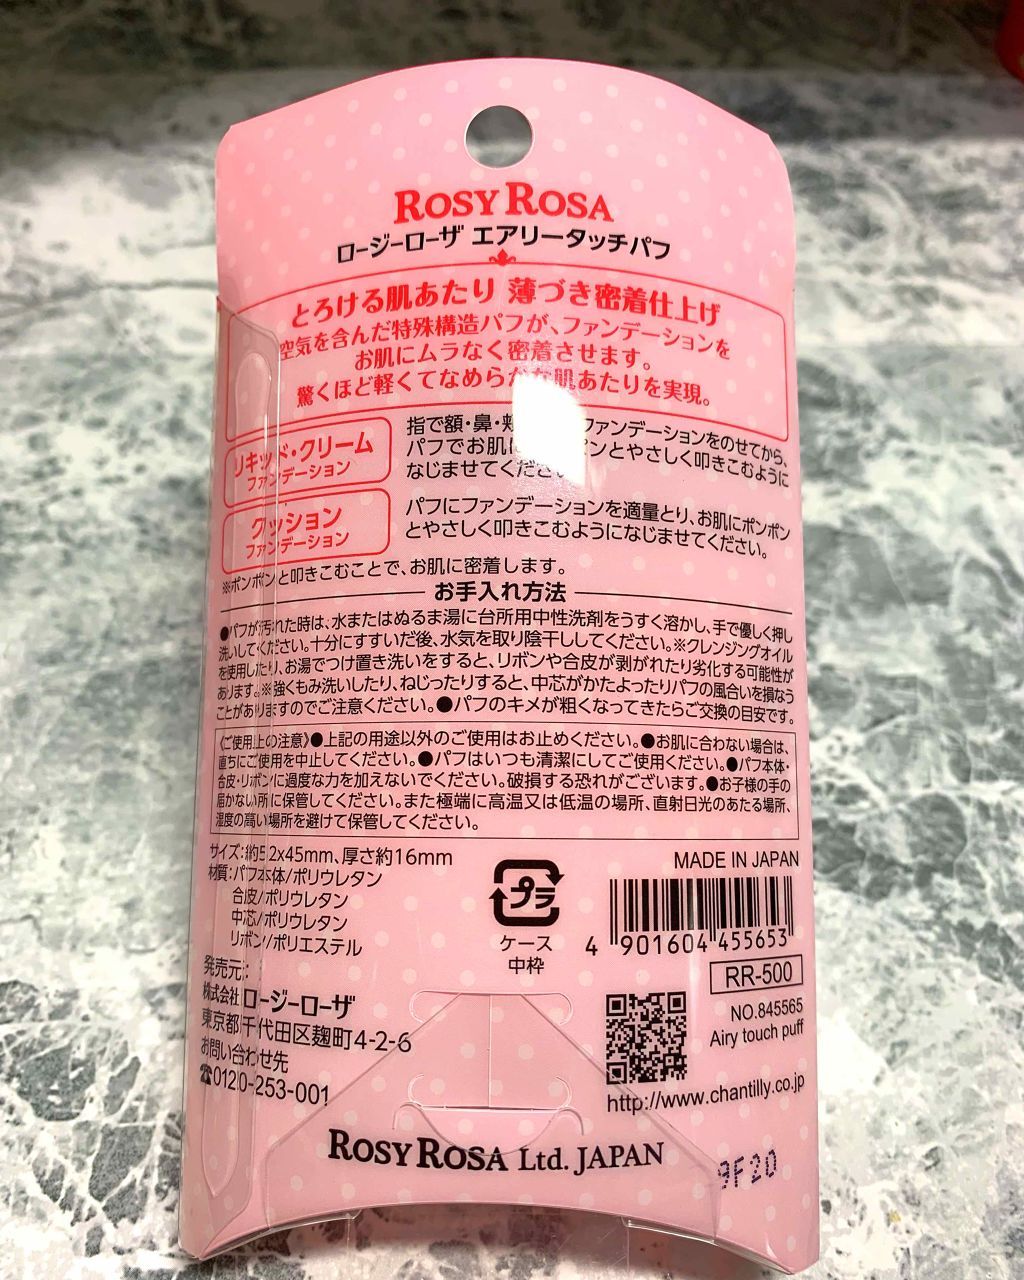 ROSY ROSA
ロージーローザ エアリータッチパフ
とろける肌あたり 薄づき密着仕上げ
空気を含んだ特殊構造パフが、ファンデーションを
お肌にムラなく密着させます。
驚くほど軽くてなめらかな肌あたりを実現。
リキッド・クリーム
ファンデーション
指で額・鼻・頬 ファンデーションをのせてから、
パフでお肌に ポンとやさしく叩きこむように
なじませてください。
クッション
ファンデーション
パフにファンデーションを適量とり、お肌にポンポン
とやさしく叩きこむようになじませてください。
※ポンポンと叩きこむことで、お肌に密着します。
お手入れ方法
●パフが汚れた時は、水またはぬるま湯に台所用中性洗剤をうすく溶かし、手で優しく押し
洗いしてください。十分にすすいだ後、水気を取り陰干ししてください。※クレンジングオイル
を使用したり、お湯でつけ置き洗いをすると、リボンや合皮が剥がれたり劣化する可能性が
あります。※強くもみ洗いしたり、ねじったりすると、中芯がかたよったりパフの風合いを損なう
ことがありますのでご注意ください。●パフのキメが粗くなってきたらご交換の目安です。
《ご使用上の注意》●上記の用途以外のご使用はお止めください。●お肌に合わない場合は、
直ちにご使用を中止してください。●パフはいつも清潔にしてご使用ください。●パフ本体・
合皮・リボンに過度な力を加えないでください。破損する恐れがございます。●お子様の手の
届かない所に保管してください。また極端に高温又は低温の場所、直射日光のあたる場所、
湿度の高い場所を避けて保管してください。
サイズ:約52x45mm、厚さ約16mm
材質:パフ本体/ポリウレタン
合皮/ポリウレタン
中芯/ポリウレタン
リボン/ポリエステル
発売元:
株式会社ロージーローザ
東京都千代田区麹町4-2-6
お問い合わせ先
☎0120-253-001
プラ
ケース
中枠
MADE IN JAPAN
4 901604 455653
RR-500
NO.845565
Airy touch puff
http://www.chantilly.co.jp
ROSY ROSA Ltd. JAPAN
9F20